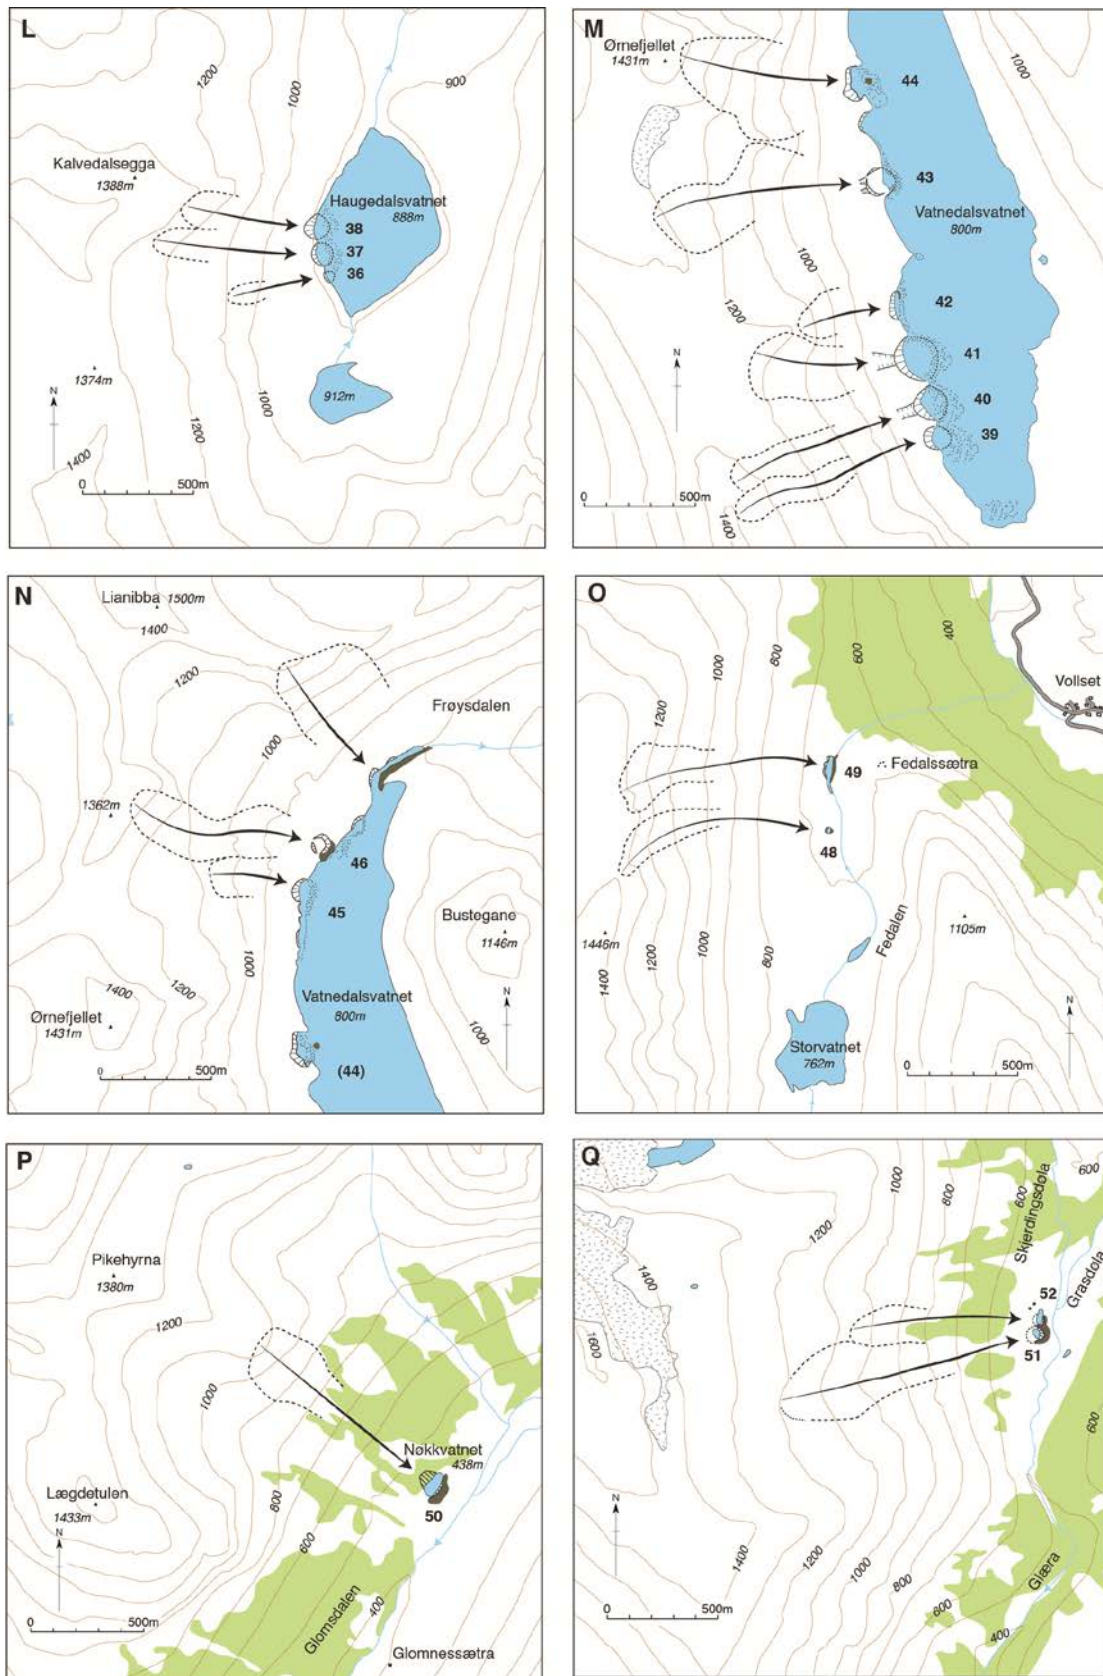 L
1200
1000
900
Kalvedalsegga
1388m
Haugedalsvatnet
888m
38
37
36
1374m
N
912m
1000
1200
1400
0 500m
M
Ørnefjellet
1431m
1000
44
43
Vatnedalsvatnet
800m
1000
42
1200
41
40
39
N
0 500m
1400
N
Lianibba 1500m
1400
1200
Frøysdalen
1000
1362m
46
45
Bustegane
1146m
1000
1400
1200
Vatnedalsvatnet
800m
N
Ørnefjellet
1431m
1000
0 500m
(44)
O
400
600
800
1000
1200
Vollset
49
Fedalssætra
48
Fedalen
1105m
1446m
1000
800
1200
1400
N
Storvatnet
762m
0 500m
P
Pikehyrna
1380m
1200
1000
Nøkkvatnet
438m
800
Lægdetulen
1433m
50
N
600
0 500m
Glomsdalen
400
Glomnessætra
Q
1000
800
600
600
Skjerdingsdøla
1200
1400
Grasdøla
52
51
1600
600
N
1400
1200
1000
800
600
400
Glæra
0 500m